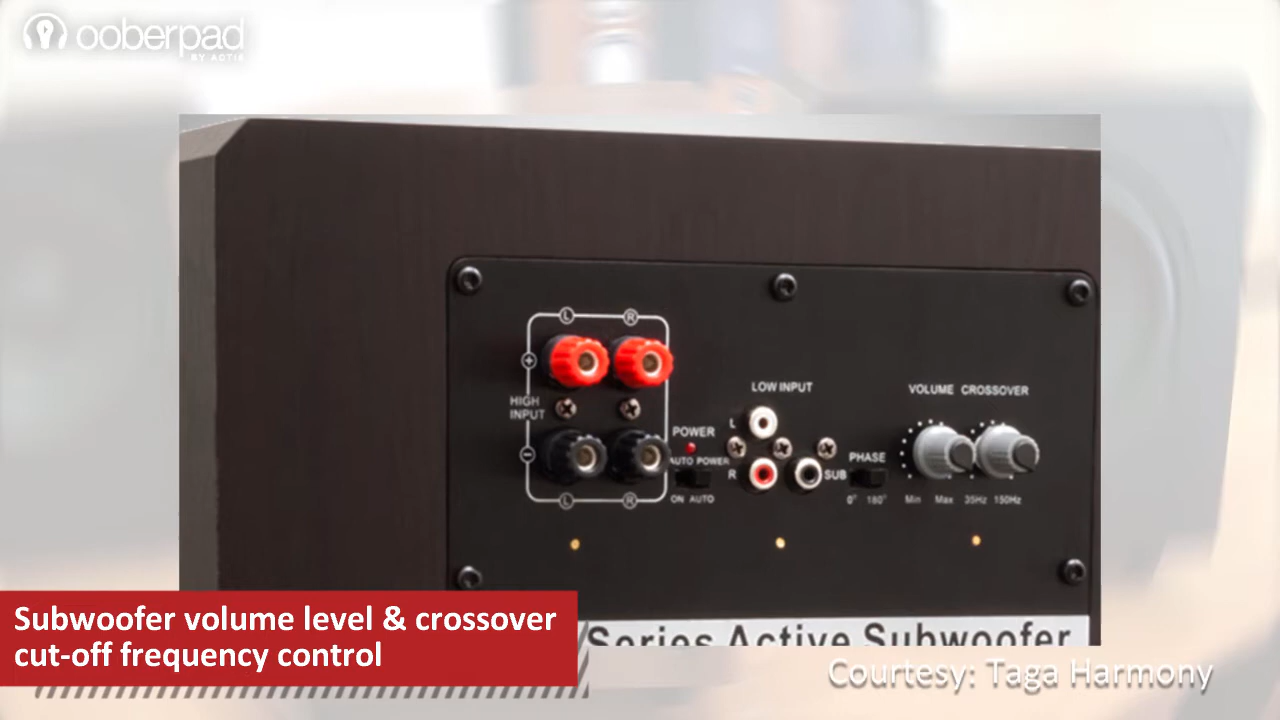 ooberpad
BY ACTIS
L R
+
HIGH
INPUT
−
L R
POWER
AUTO POWER
ON AUTO
LOW INPUT
L
R
SUB
PHASE
0° 180°
VOLUME CROSSOVER
Min Max 35Hz 150Hz
Series Active Subwoofer
Subwoofer volume level & crossover
cut-off frequency control
Courtesy: Taga Harmony